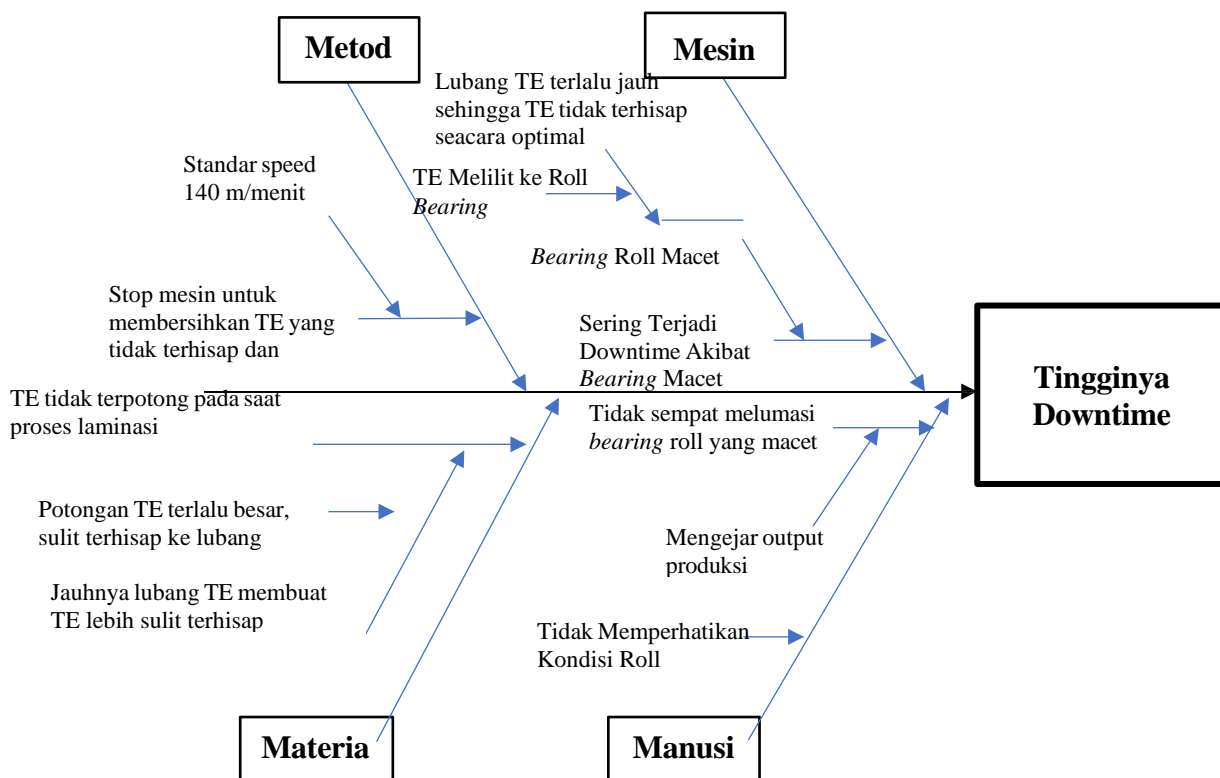 Metod
Mesin
Lubang TE terlalu jauh
sehingga TE tidak terhisap
seacara optimal
Standar speed
140 m/menit
TE Melilit ke Roll
Bearing
Bearing Roll Macet
Stop mesin untuk
membersihkan TE yang
tidak terhisap dan
Sering Terjadi
Downtime Akibat
Bearing Macet
Tingginya
Downtime
TE tidak terpotong pada saat
proses laminasi
Tidak sempat melumasi
bearing roll yang macet
Potongan TE terlalu besar,
sulit terhisap ke lubang
Mengejar output
produksi
Jauhnya lubang TE membuat
TE lebih sulit terhisap
Tidak Memperhatikan
Kondisi Roll
Materia
Manusi